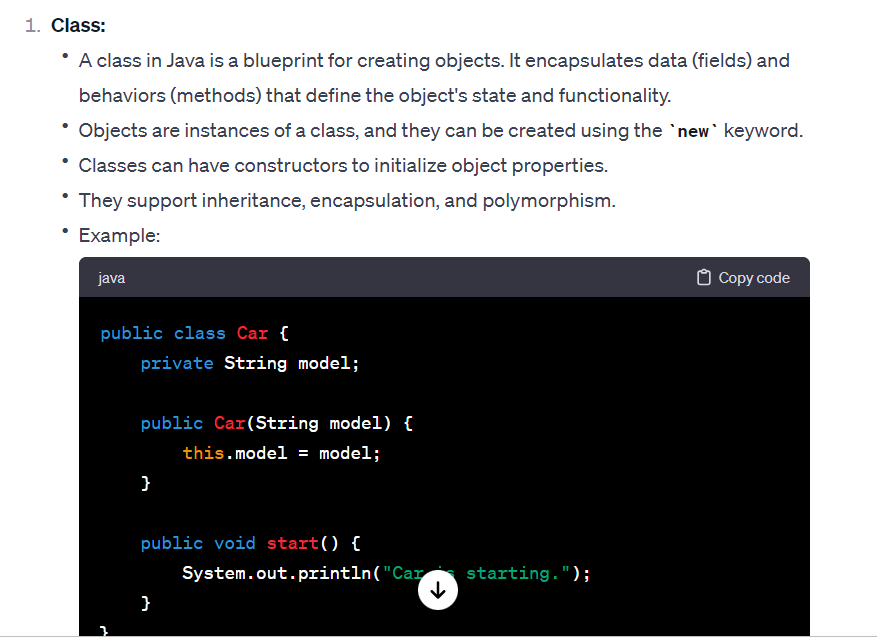 1. Class:
• A class in Java is a blueprint for creating objects. It encapsulates data (fields) and
behaviors (methods) that define the object's state and functionality.
• Objects are instances of a class, and they can be created using the `new` keyword.
• Classes can have constructors to initialize object properties.
• They support inheritance, encapsulation, and polymorphism.
• Example:
java Copy code
public class Car {
    private String model;
    public Car(String model) {
        this.model = model;
    }
    public void start() {
        System.out.println("Car is starting.");
    }
}